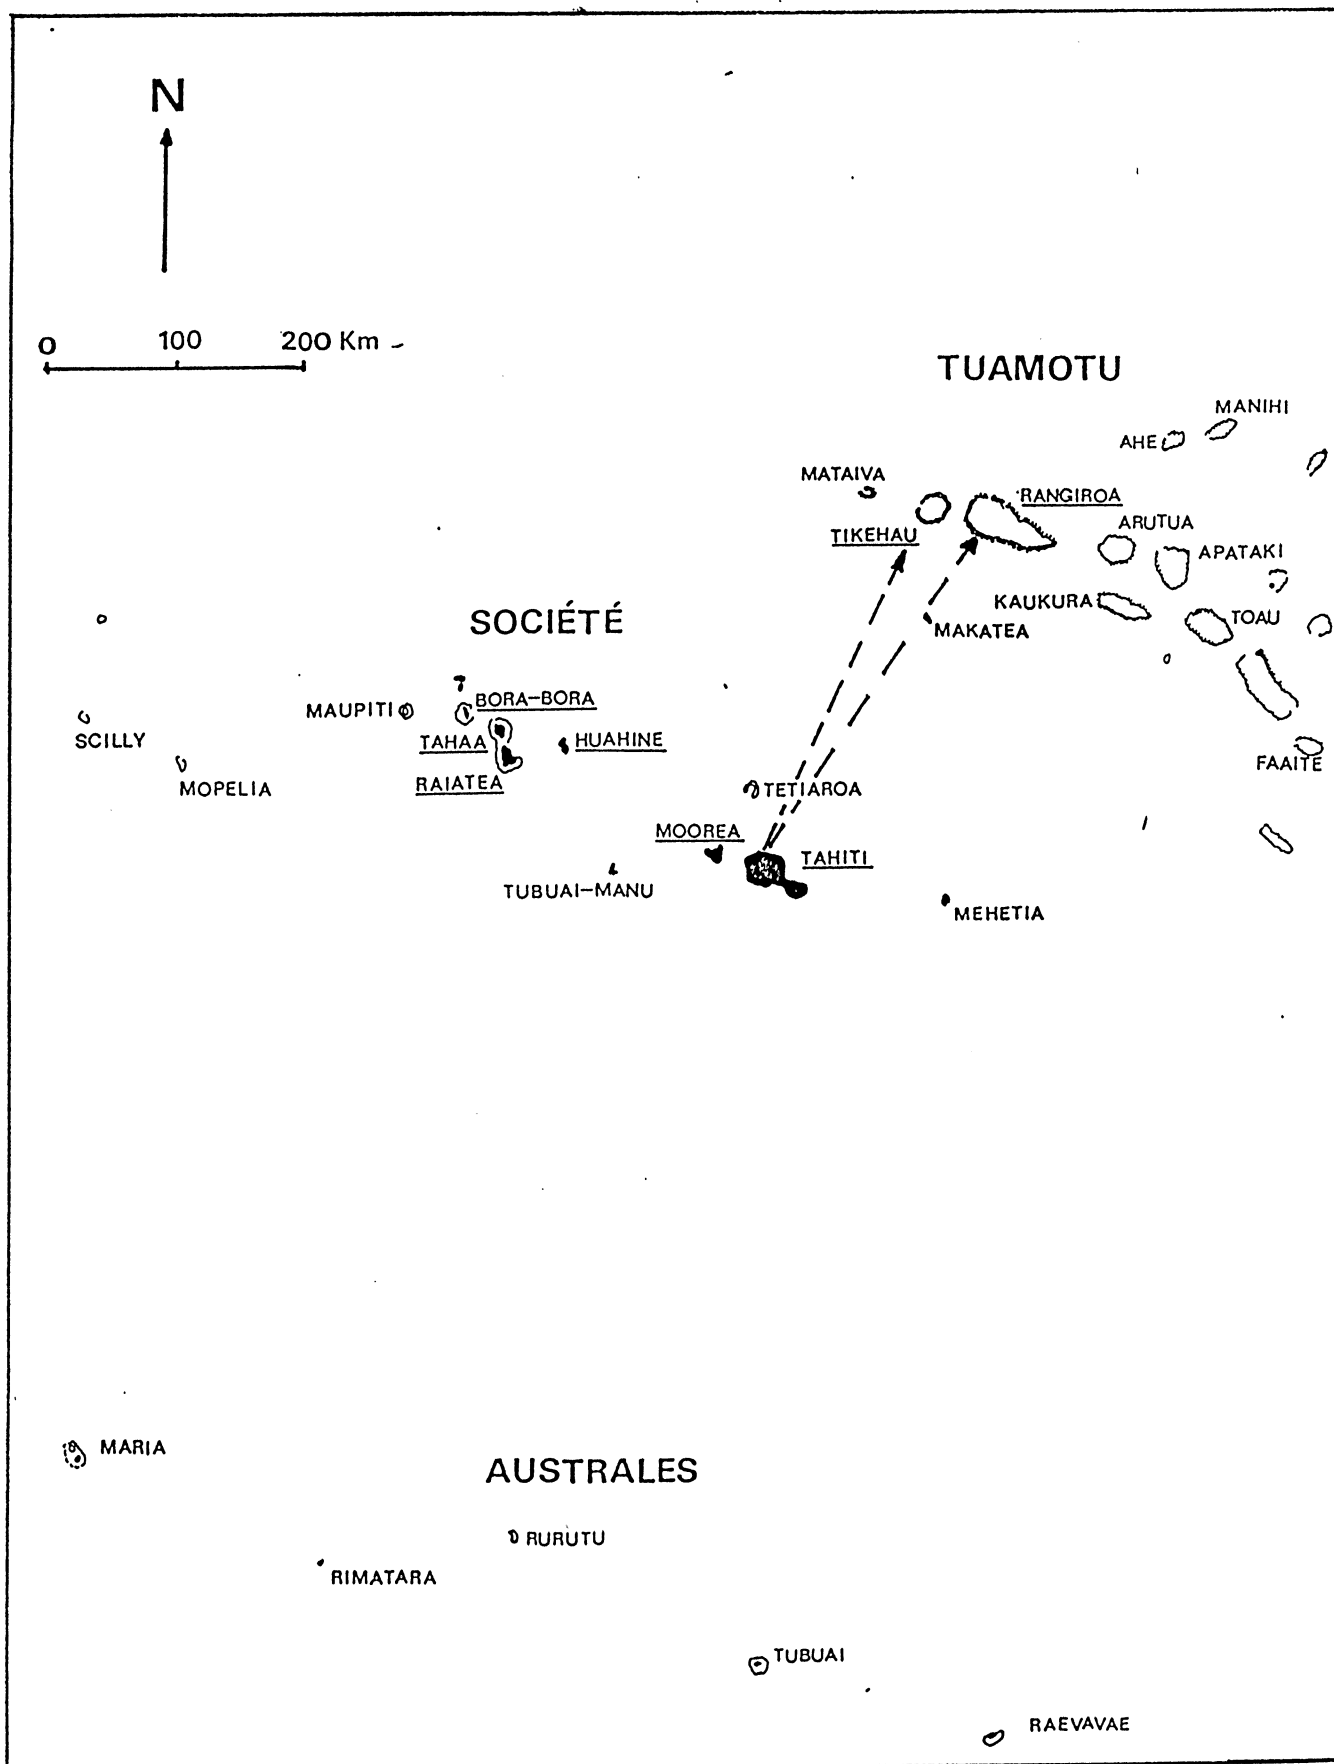 N
0 100 200 Km
TUAMOTU
MANIHI
AHE
MATAIVA
RANGIROA
TIKEHAU
ARUTUA
APATAKI
KAUKURA
TOAU
MAKATEA
SOCIÉTÉ
MAUPITI
BORA-BORA
SCILLY
TAHAA
HUAHINE
FAAITE
MOPELIA
RAIATEA
TETIAROA
MOOREA
TAHITI
TUBUAI-MANU
MEHETIA
MARIA
AUSTRALES
RURUTU
RIMATARA
TUBUAI
RAEVAVAE